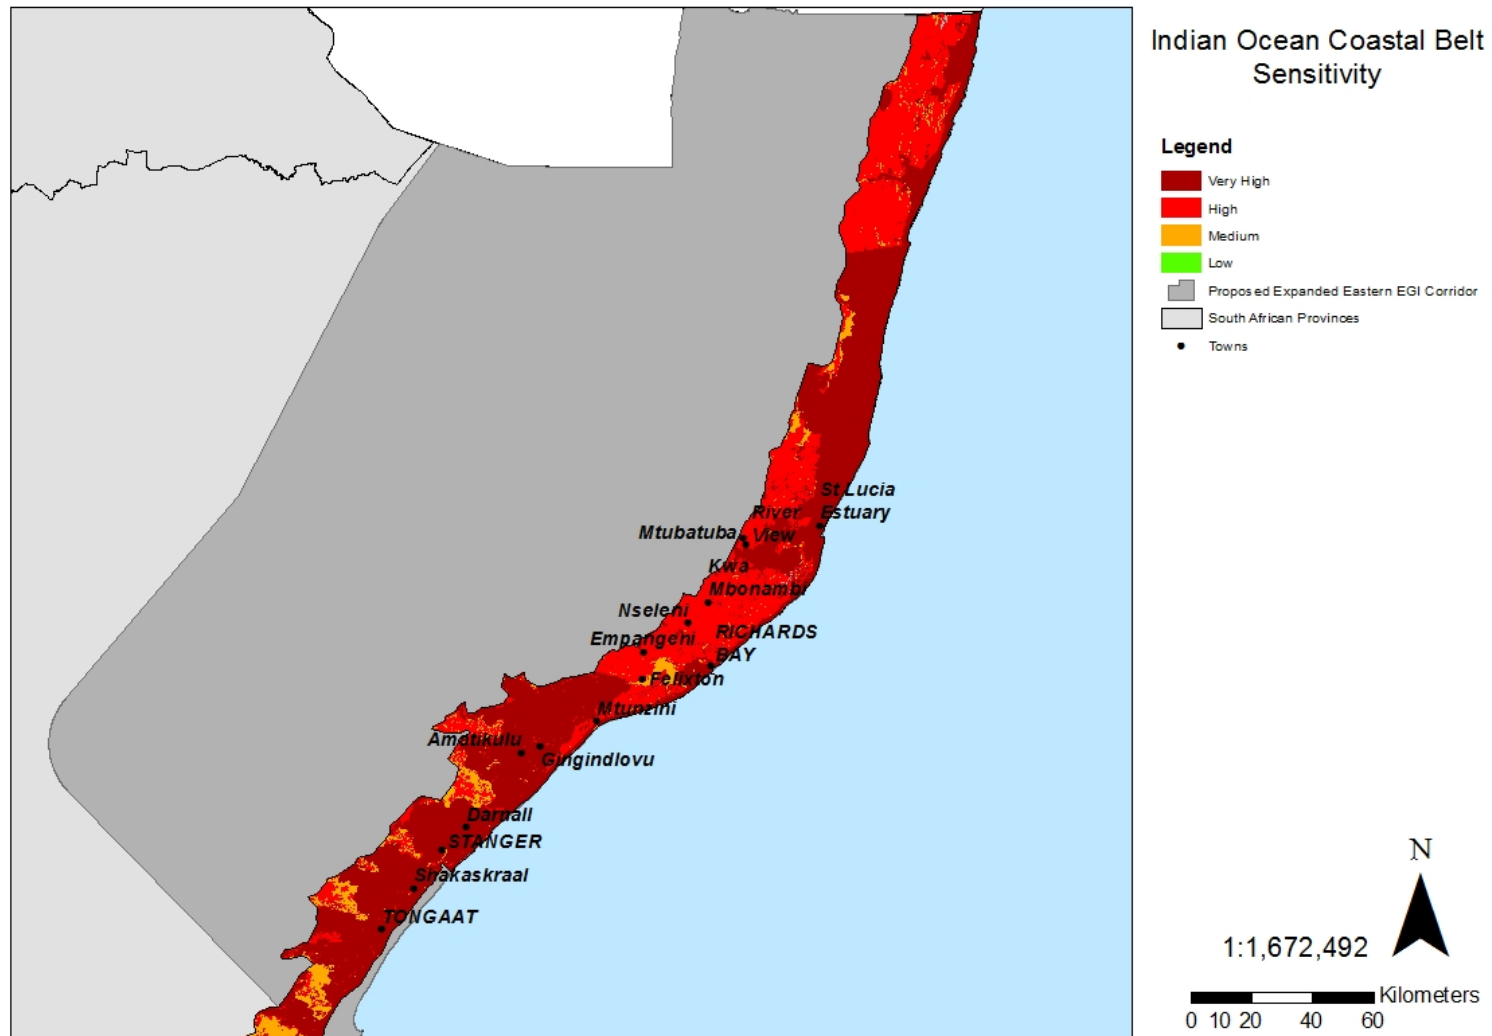 Indian Ocean Coastal Belt
Sensitivity
Legend
Very High
High
Medium
Low
Proposed Expanded Eastern EGI Corridor
South African Provinces
Towns
St Lucia
Estuary
River
View
Mtubatuba
Kwa
Mbonambi
Nseleni
RICHARDS
BAY
Empangeni
Felixton
Mtunzini
Amatikulu
Gingindlovu
Darnall
STANGER
Shakaskraal
TONGAAT
N
1:1,672,492
Kilometers
0 10 20 40 60